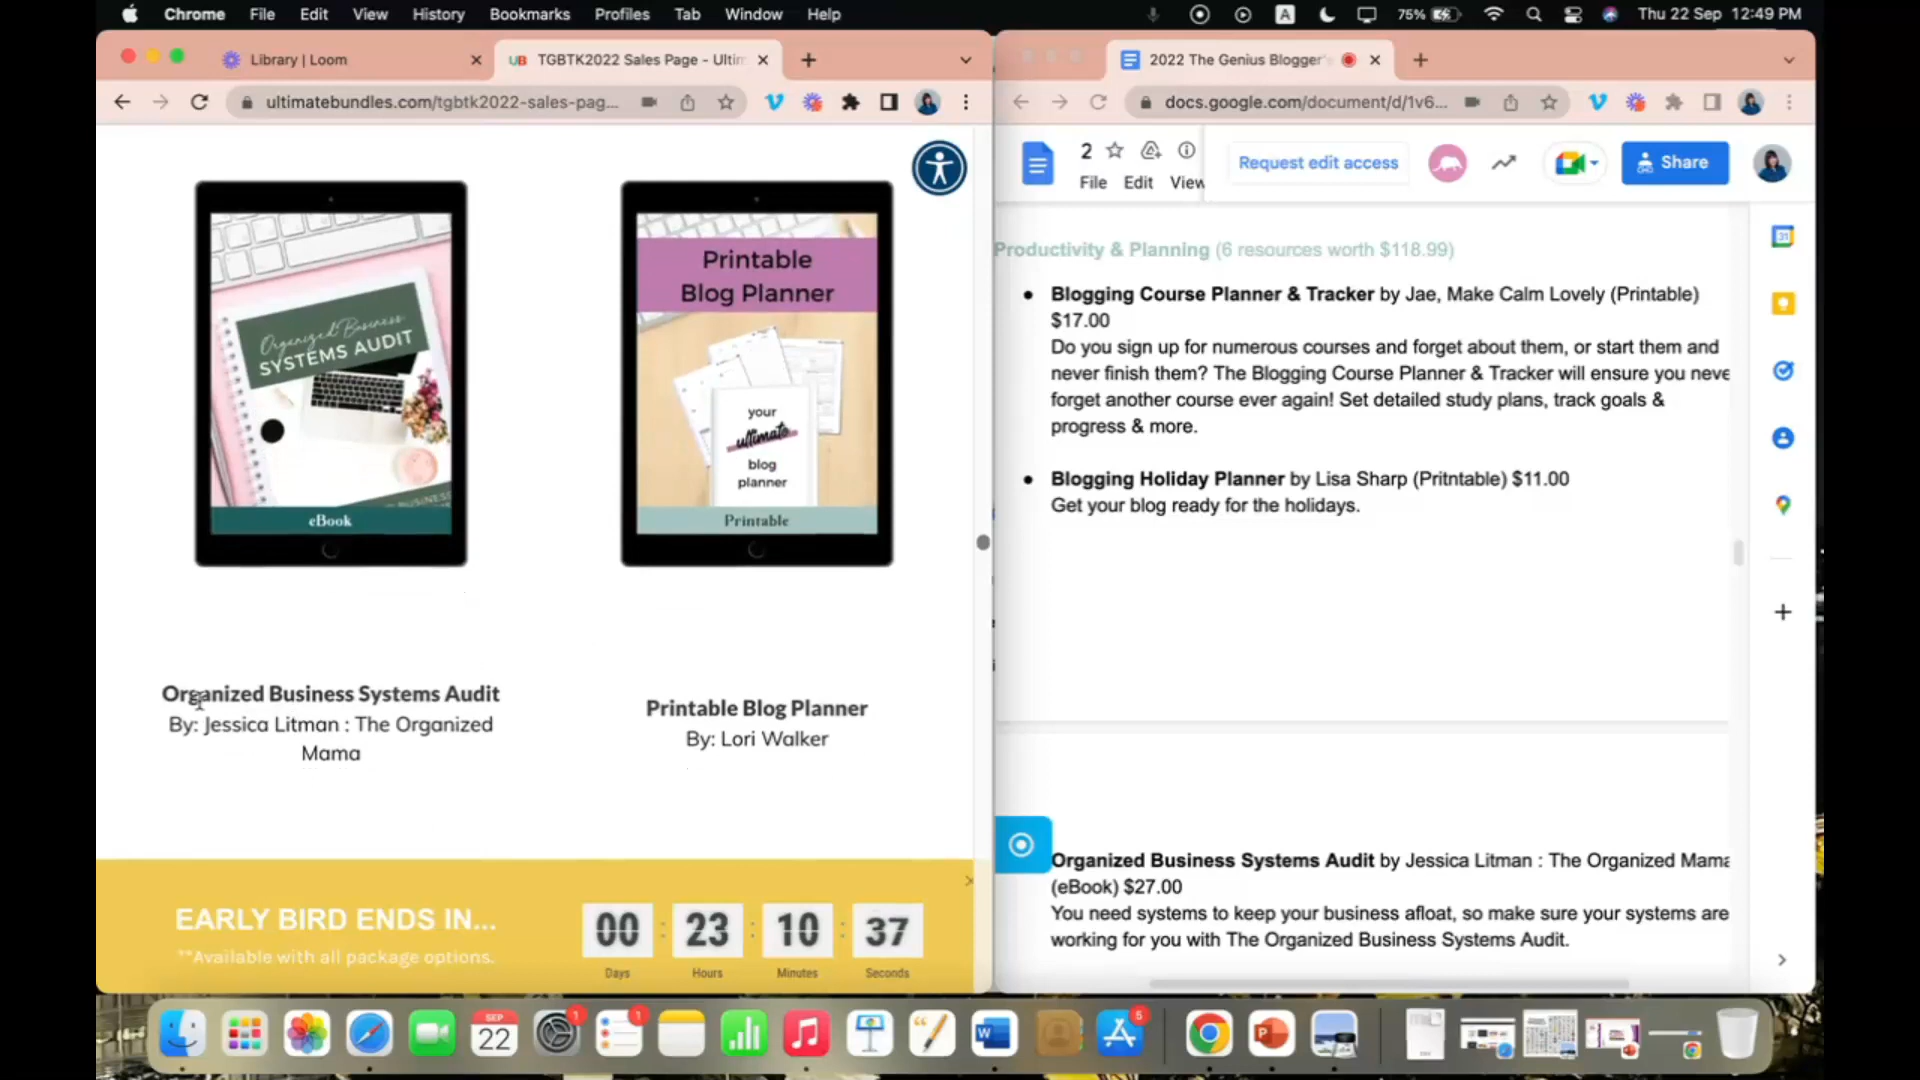 Chrome File Edit View History Bookmarks Profiles Tab Window Help
A 75% Thu 22 Sep 12:49 PM
Library | Loom
UB TGBTK2022 Sales Page - Ultim
ultimatebundles.com/tgbtk2022-sales-pag...
Organized Business
SYSTEMS AUDIT
eBook
Printable
Blog Planner
your
ultimate
blog
planner
Printable
Organized Business Systems Audit
By: Jessica Litman : The Organized
Mama
Printable Blog Planner
By: Lori Walker
EARLY BIRD ENDS IN...
**Available with all package options.
00 : 23 : 10 : 37
Days Hours Minutes Seconds
2022 The Genius Blogger's
docs.google.com/document/d/1v6...
2
File Edit View
Request edit access
Share
31
Productivity & Planning (6 resources worth $118.99)
● Blogging Course Planner & Tracker by Jae, Make Calm Lovely (Printable)
$17.00
Do you sign up for numerous courses and forget about them, or start them and
never finish them? The Blogging Course Planner & Tracker will ensure you neve
forget another course ever again! Set detailed study plans, track goals &
progress & more.
● Blogging Holiday Planner by Lisa Sharp (Pritntable) $11.00
Get your blog ready for the holidays.
Organized Business Systems Audit by Jessica Litman : The Organized Mama
(eBook) $27.00
You need systems to keep your business afloat, so make sure your systems are
working for you with The Organized Business Systems Audit.
SEP
22
1
1
5